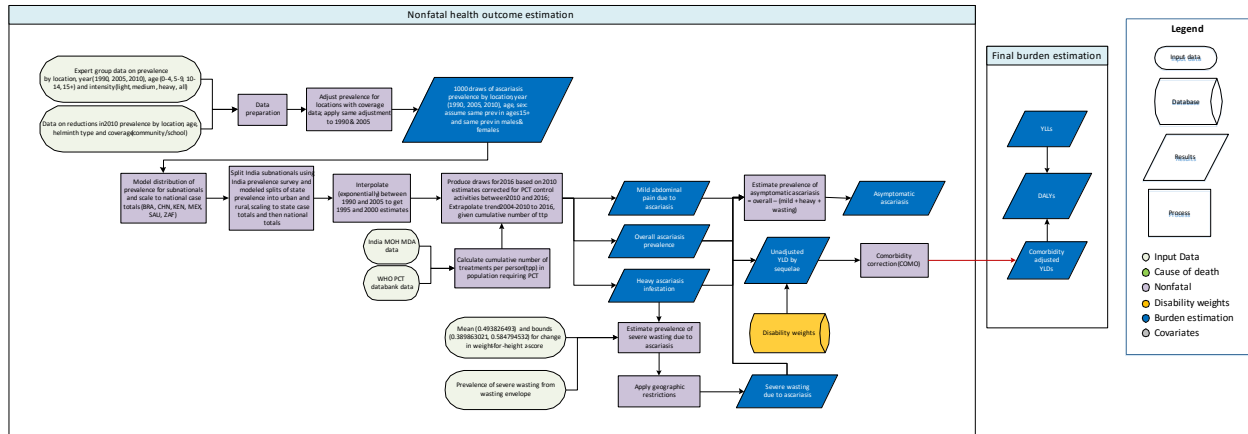 Nonfatal health outcome estimation
Expert group data on prevalence
by location, year (1990, 2005, 2010), age (0-4, 5-9, 10-
14, 15+) and intensity (light, medium, heavy, all)
Data on reductions in 2010 prevalence by location, age,
helminth type and coverage (community/school)
Data
preparation
Adjust prevalence for
locations with coverage
data; apply same adjustment
to 1990 & 2005
1000 draws of ascariasis
prevalence by location, year
(1990, 2005, 2010), age, sex:
assume same prev in ages 15+
and same prev in males &
females
Model distribution of
prevalence for subnationals
and scale to national case totals
(BRA, CHN, KEN, MEX,
SAU, ZAF)
Split India subnationals using
India prevalence survey and
modeled splits of state
prevalence into urban and
rural, scaling to state case
totals and then national
totals
Interpolate
(exponentially) between
1990 and 2005 to get
1995 and 2000 estimates
Produce draws for 2016 based on 2010
estimates corrected for PCT control
activities between 2010 and 2016;
Extrapolate trend 2004-2010 to 2016,
given cumulative number of ttp
India MOH MDA
data
WHO PCT
databank data
Calculate cumulative number of
treatments per person (tpp) in
population requiring PCT
Mild abdominal
pain due to
ascariasis
Overall ascariasis
prevalence
Heavy ascariasis
infestation
Estimate prevalence of
asymptomatic ascariasis
= overall – (mild + heavy +
wasting)
Asymptomatic
ascariasis
Unadjusted
YLD by
sequelae
Comorbidity
correction (COMO)
Disability weights
Mean (0.493826493) and bounds
(0.389863021, 0.584794532) for change
in weight-for-height z-score
Prevalence of severe wasting from
wasting envelope
Estimate prevalence of
severe wasting due to
ascariasis
Apply geographic
restrictions
Severe wasting
due to ascariasis
Final burden estimation
YLLs
DALYs
Comorbidity
adjusted YLDs
Legend
Input data
Database
Results
Process
Input Data
Cause of death
Nonfatal
Disability weights
Burden estimation
Covariates